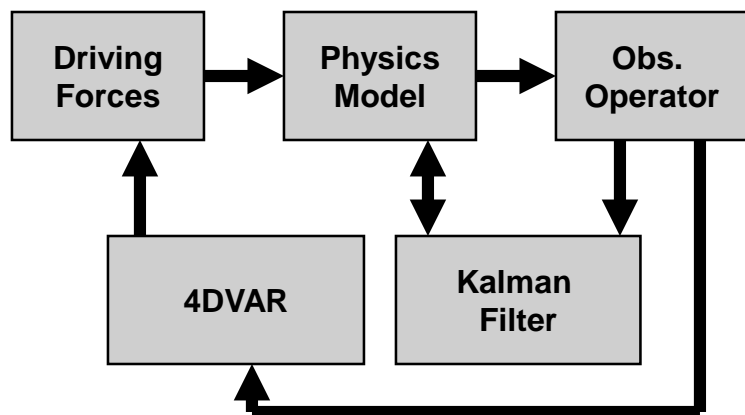 Driving
Forces
Physics
Model
Obs.
Operator
4DVAR
Kalman
Filter